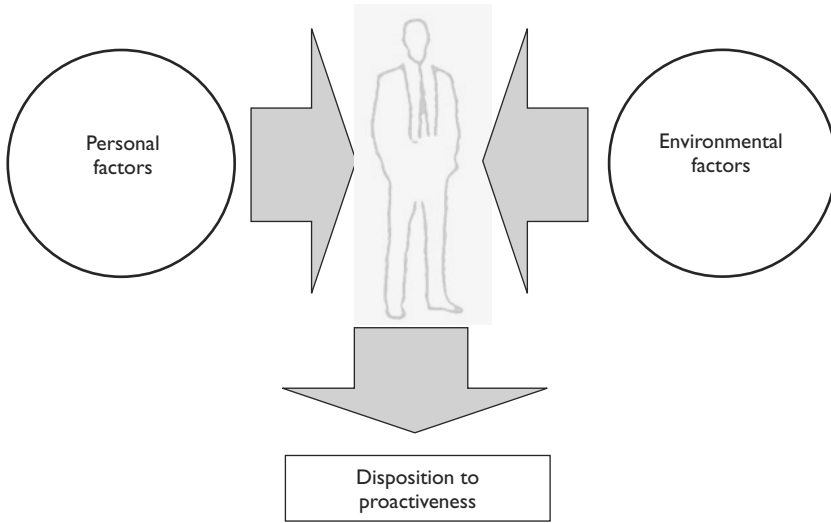 Personal
factors
Environmental
factors
Disposition to
proactiveness